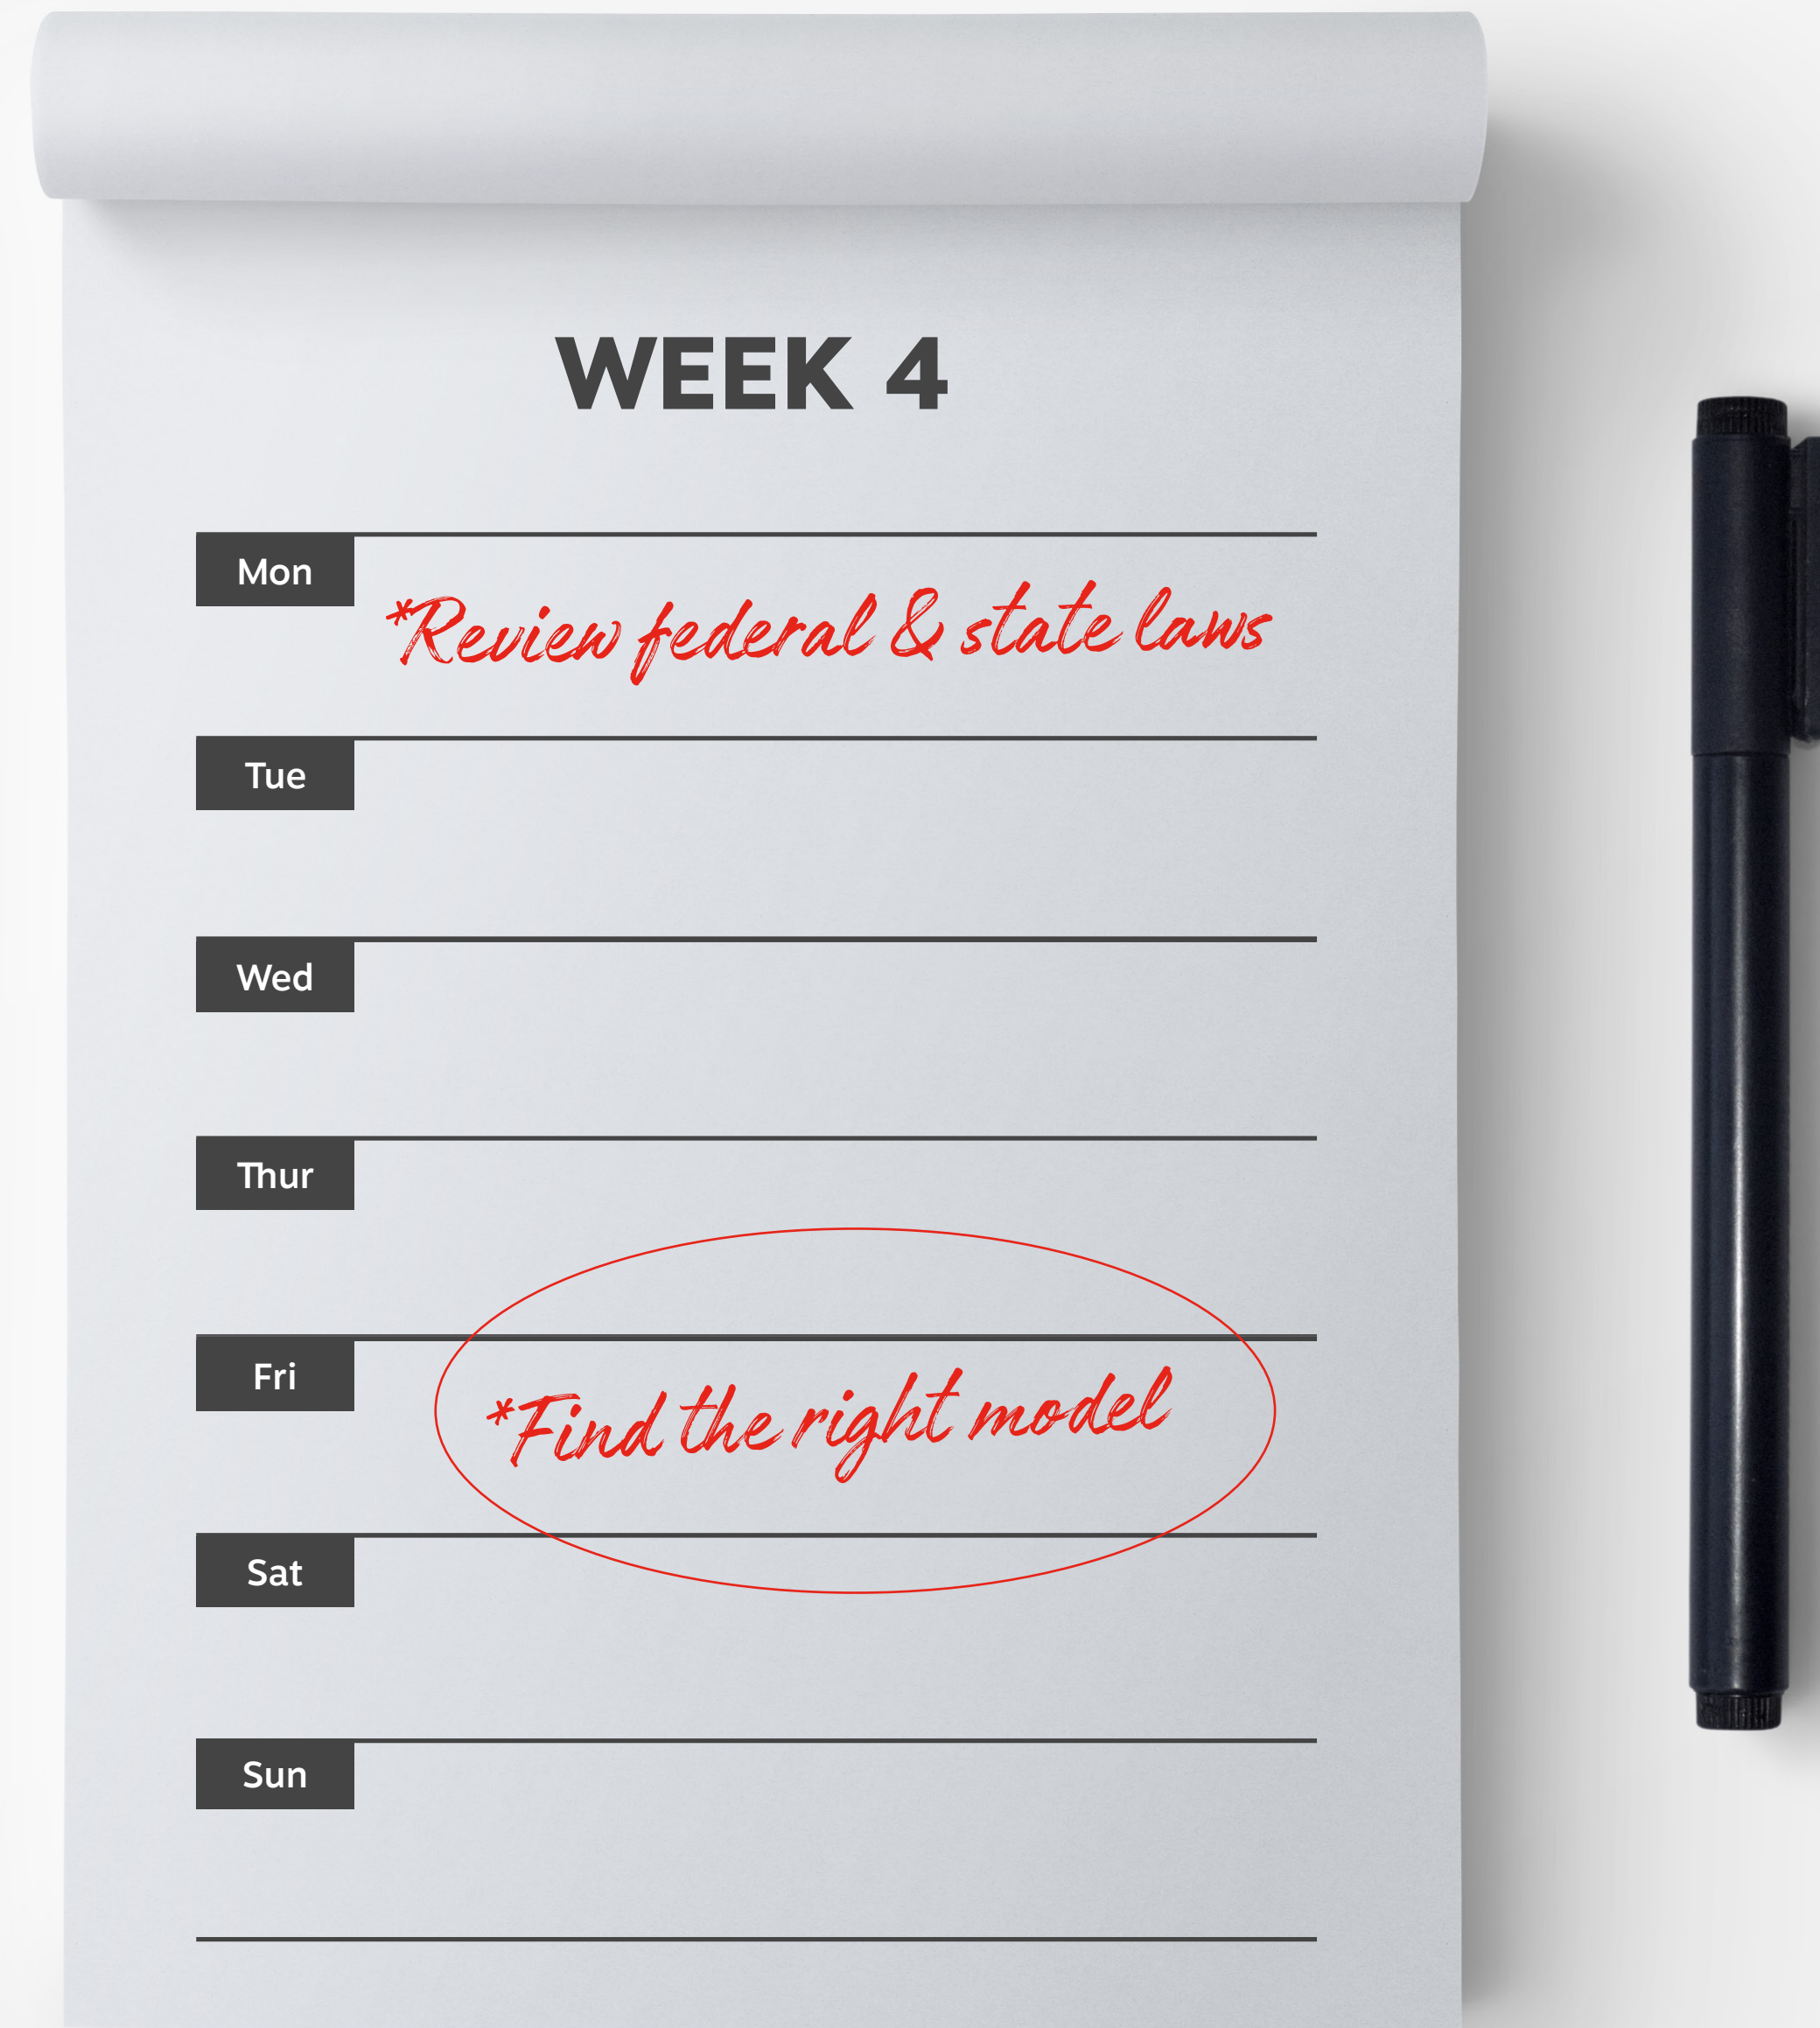 WEEK 4
Mon
*Review federal & state laws
Tue
Wed
Thur
Fri
*Find the right model
Sat
Sun